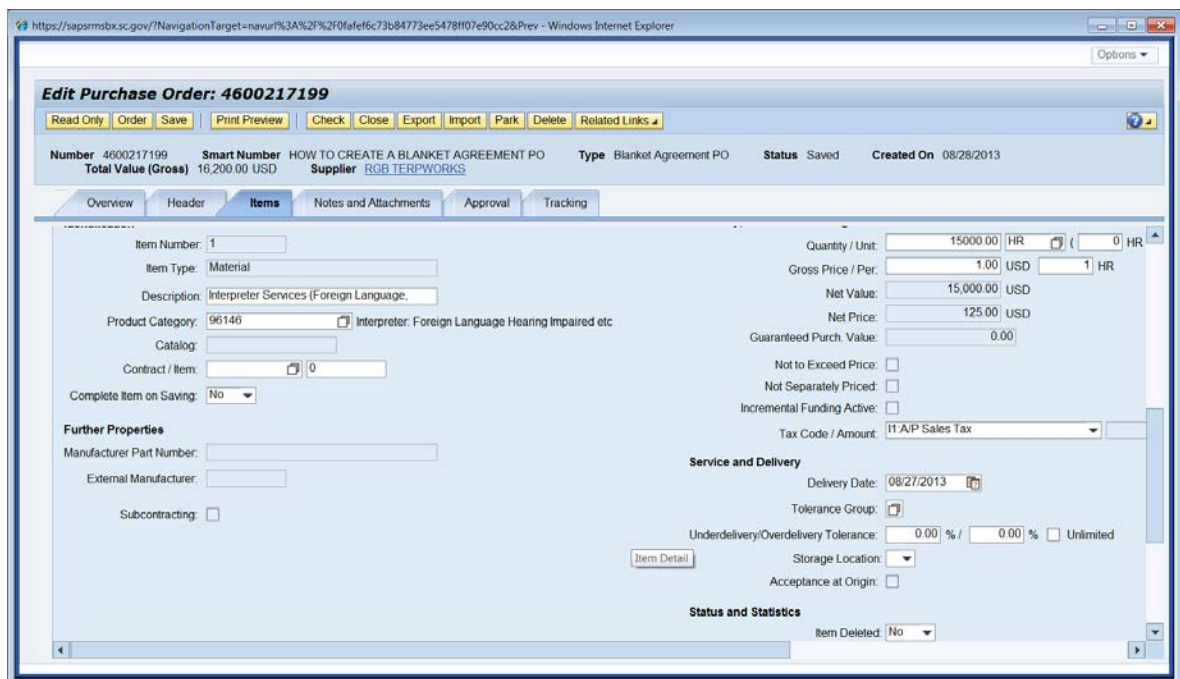 https://sapsrmsbx.sc.gov/?NavigationTarget=navurl%3A%2F%2F0fafef6c73b84773ee5478ff07e90cc2&Prev - Windows Internet Explorer
Options
Edit Purchase Order: 4600217199
Read Only Order Save Print Preview Check Close Export Import Park Delete Related Links
Number 4600217199 Smart Number HOW TO CREATE A BLANKET AGREEMENT PO Type Blanket Agreement PO Status Saved Created On 08/28/2013
Total Value (Gross) 16,200.00 USD Supplier RGB TERPWORKS
Overview Header Items Notes and Attachments Approval Tracking
Item Number: 1
Item Type: Material
Description: Interpreter Services (Foreign Language,
Product Category: 96146 Interpreter: Foreign Language Hearing Impaired etc
Catalog:
Contract / Item: 0
Complete Item on Saving: No
Further Properties
Manufacturer Part Number:
External Manufacturer:
Subcontracting:
Quantity / Unit: 15000.00 HR ( 0 HR
Gross Price / Per: 1.00 USD 1 HR
Net Value: 15,000.00 USD
Net Price: 125.00 USD
Guaranteed Purch. Value: 0.00
Not to Exceed Price:
Not Separately Priced:
Incremental Funding Active:
Tax Code / Amount: I1:A/P Sales Tax
Service and Delivery
Delivery Date: 08/27/2013
Tolerance Group:
Underdelivery/Overdelivery Tolerance: 0.00 % / 0.00 % Unlimited
Item Detail
Storage Location:
Acceptance at Origin:
Status and Statistics
Item Deleted: No